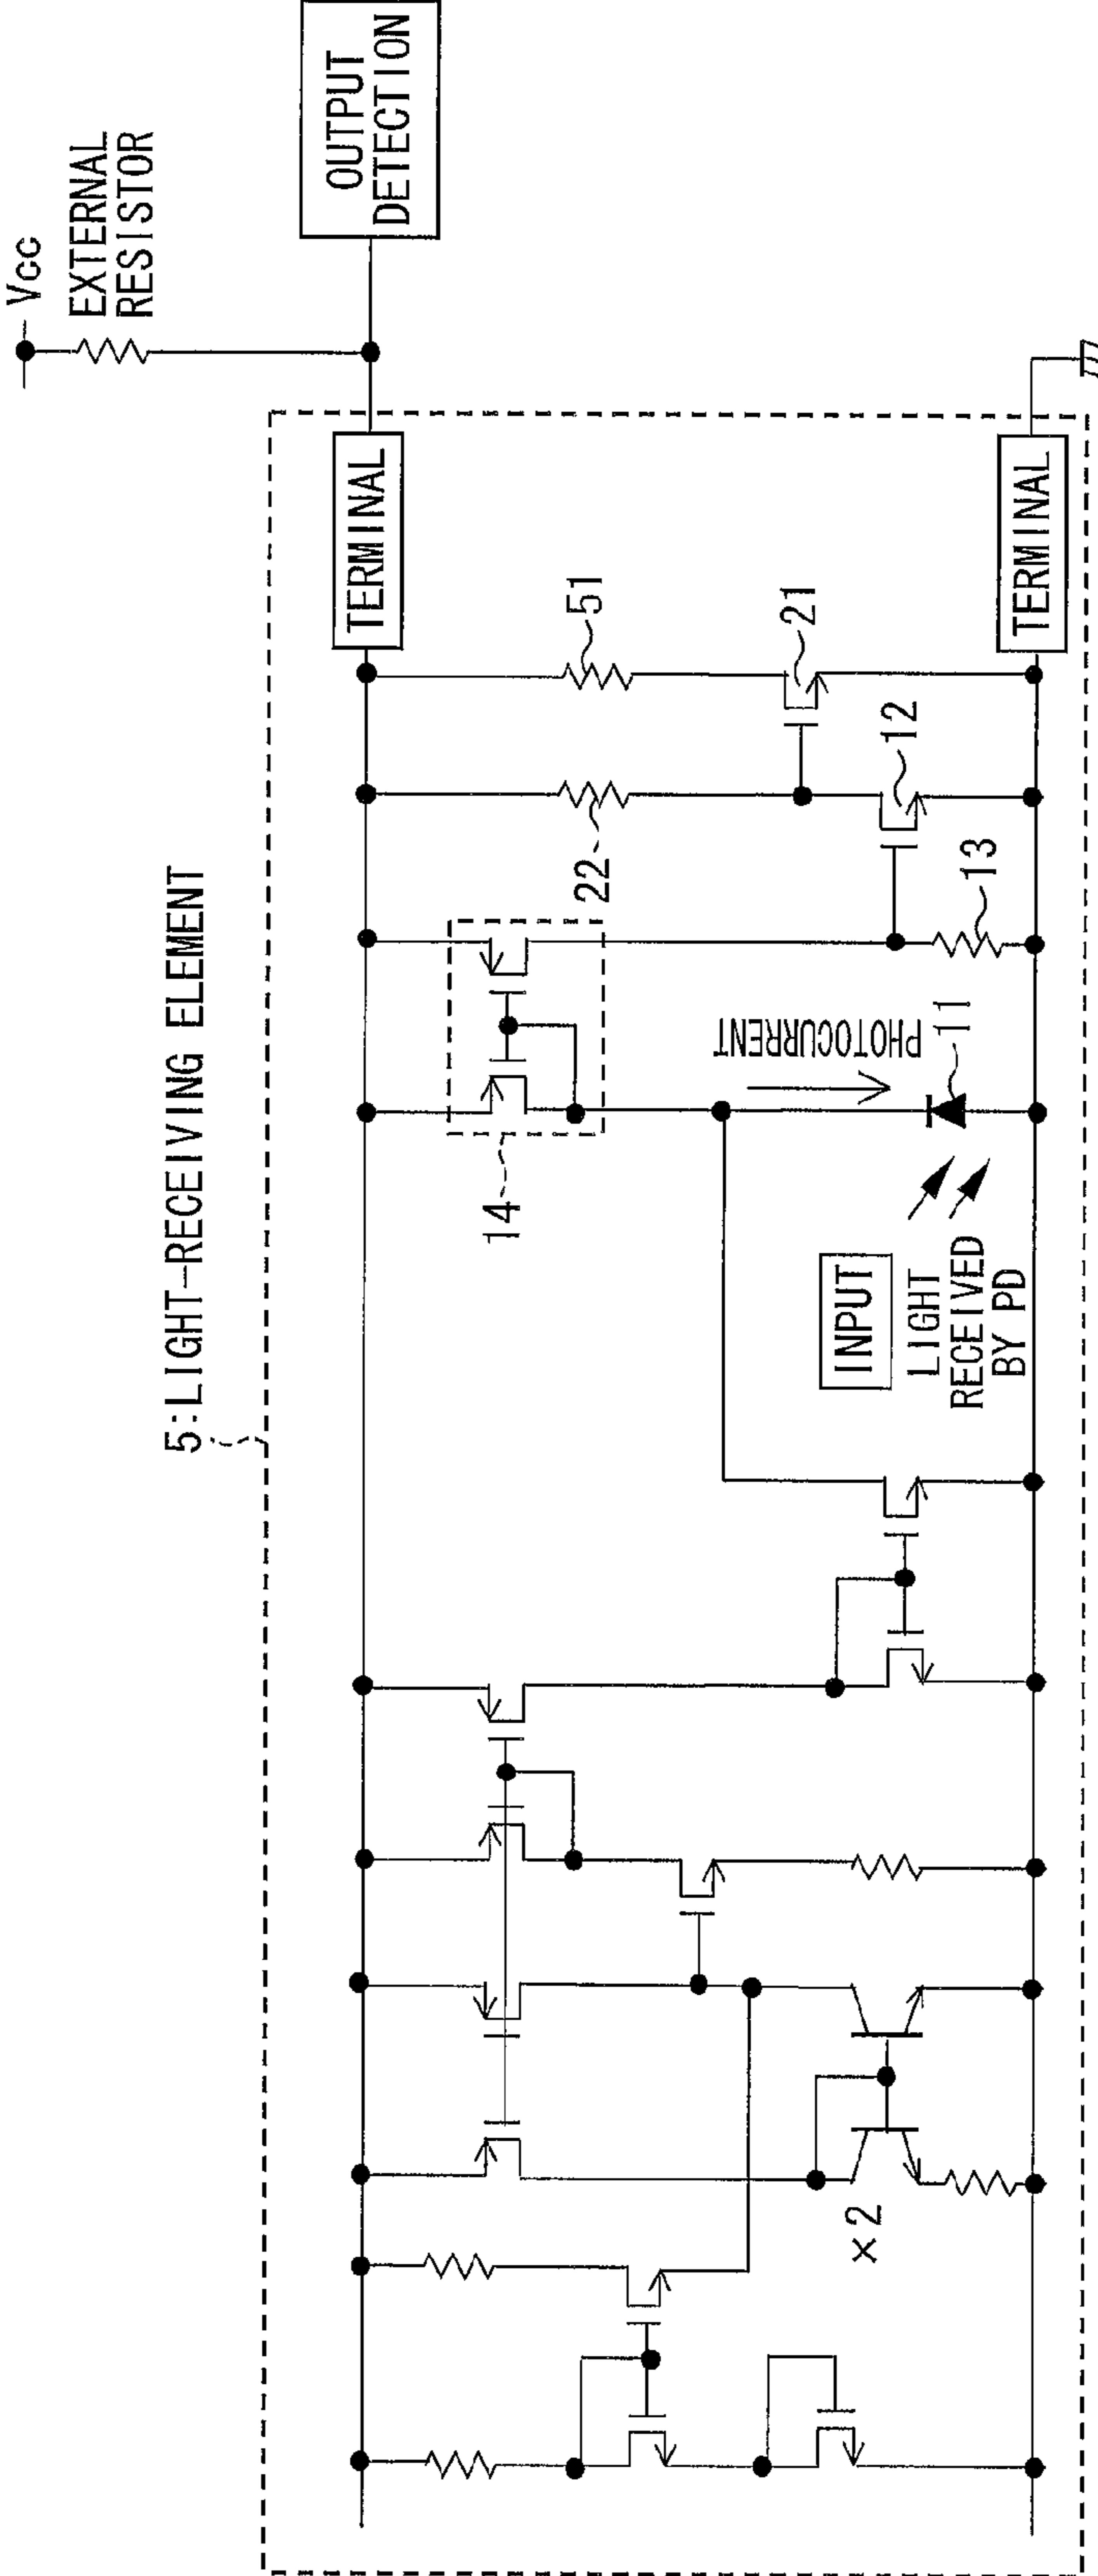 5:LIGHT-RECEIVING ELEMENT
Vcc
EXTERNAL
RESISTOR
OUTPUT
DETECTION
TERMINAL
51
21
22
12
13
14
PHOTOCURRENT
11
INPUT
LIGHT
RECEIVED
BY PD
×2
TERMINAL